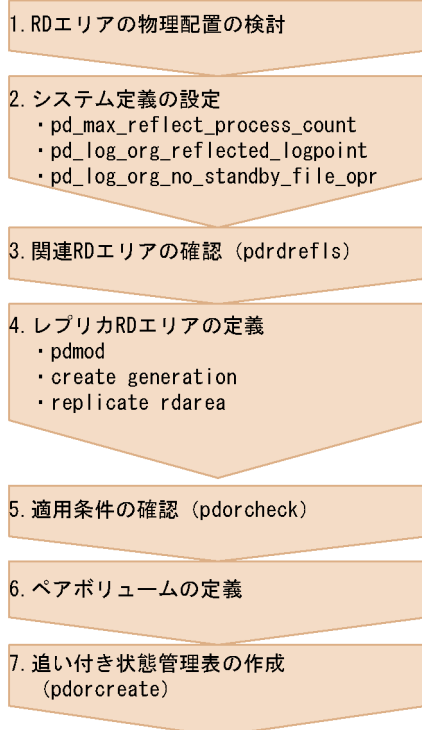 1. RDエリアの物理配置の検討
2. システム定義の設定
・pd_max_reflect_process_count
・pd_log_org_reflected_logpoint
・pd_log_org_no_standby_file_opr
3. 関連RDエリアの確認（pdrdrefls）
4. レプリカRDエリアの定義
・pdmod
・create generation
・replicate rdarea
5. 適用条件の確認（pdorcheck）
6. ペアボリュームの定義
7. 追い付き状態管理表の作成
（pdorcreate）